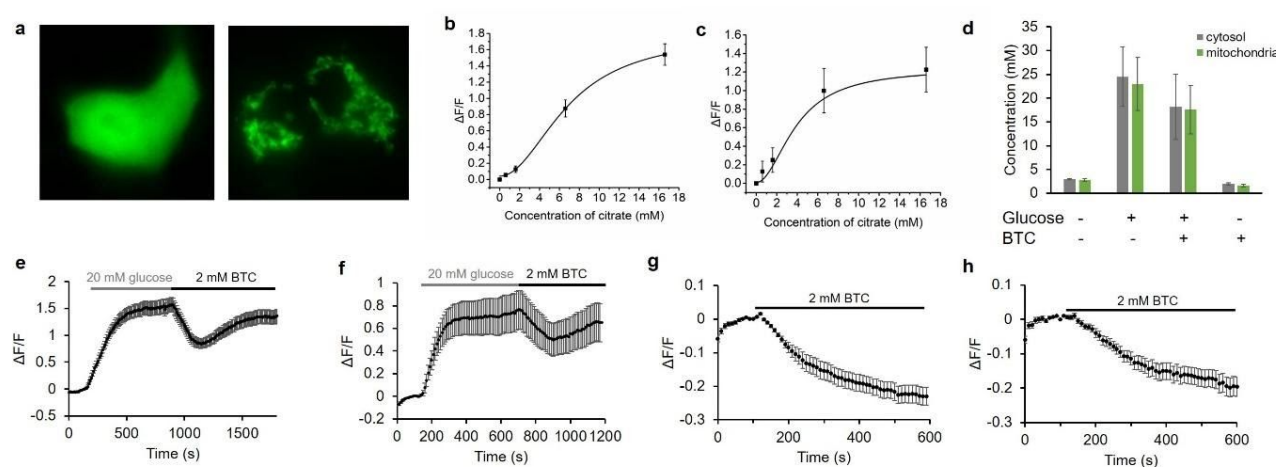 a
b
1.8
1.6
1.4
1.2
1.0
0.8
0.6
0.4
0.2
0.0
ΔF/F
0 2 4 6 8 10 12 14 16 18
Concentration of citrate (mM)
c
1.6
1.4
1.2
1.0
0.8
0.6
0.4
0.2
0.0
ΔF/F
0 2 4 6 8 10 12 14 16 18
Concentration of citrate (mM)
d
35
30
25
20
15
10
5
0
Concentration (mM)
cytosol
mitochondria
Glucose - + + -
BTC - - + +
e
20 mM glucose 2 mM BTC
2
1.5
1
0.5
0
-0.5
ΔF/F
0 500 1000 1500
Time (s)
f
20 mM glucose 2 mM BTC
1
0.8
0.6
0.4
0.2
0
0.2
ΔF/F
0 200 400 600 800 1000 1200
Time (s)
g
2 mM BTC
0.1
0
-0.1
-0.2
-0.3
ΔF/F
0 200 400 600
Time (s)
h
2 mM BTC
0.1
0
-0.1
-0.2
-0.3
ΔF/F
0 200 400 600
Time (s)